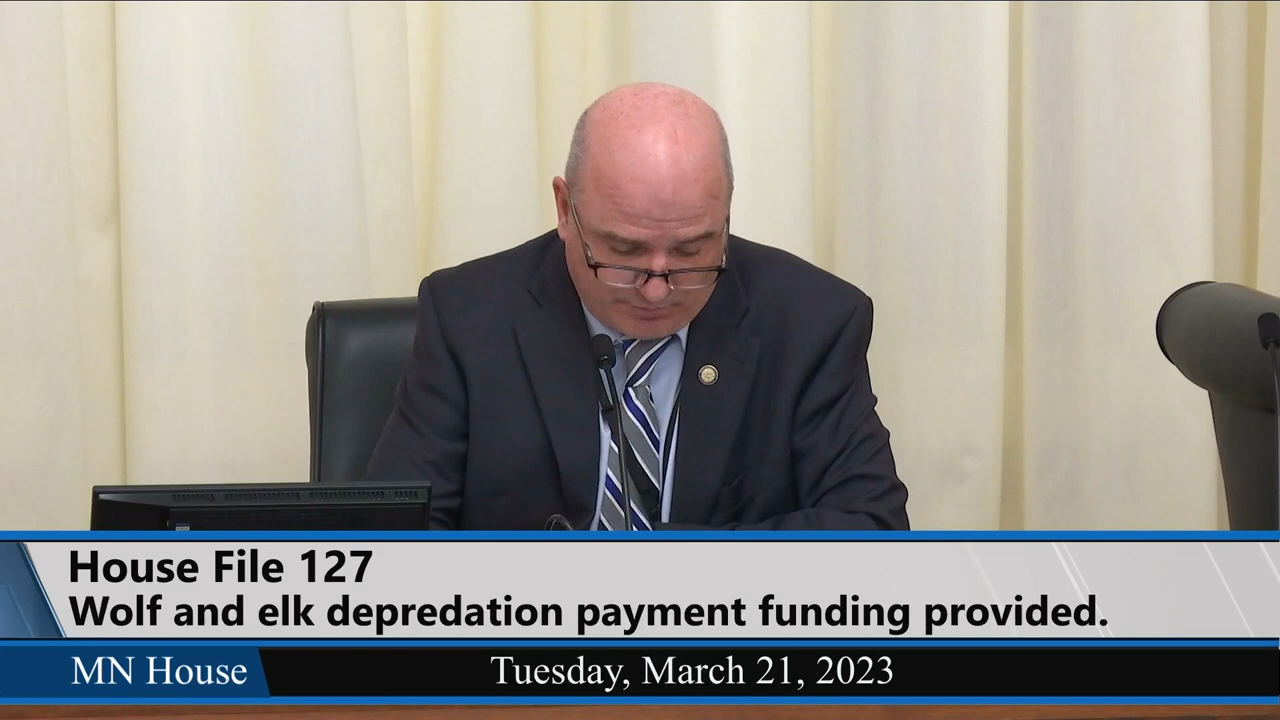 House File 127
Wolf and elk depredation payment funding provided.
MN House
Tuesday, March 21, 2023